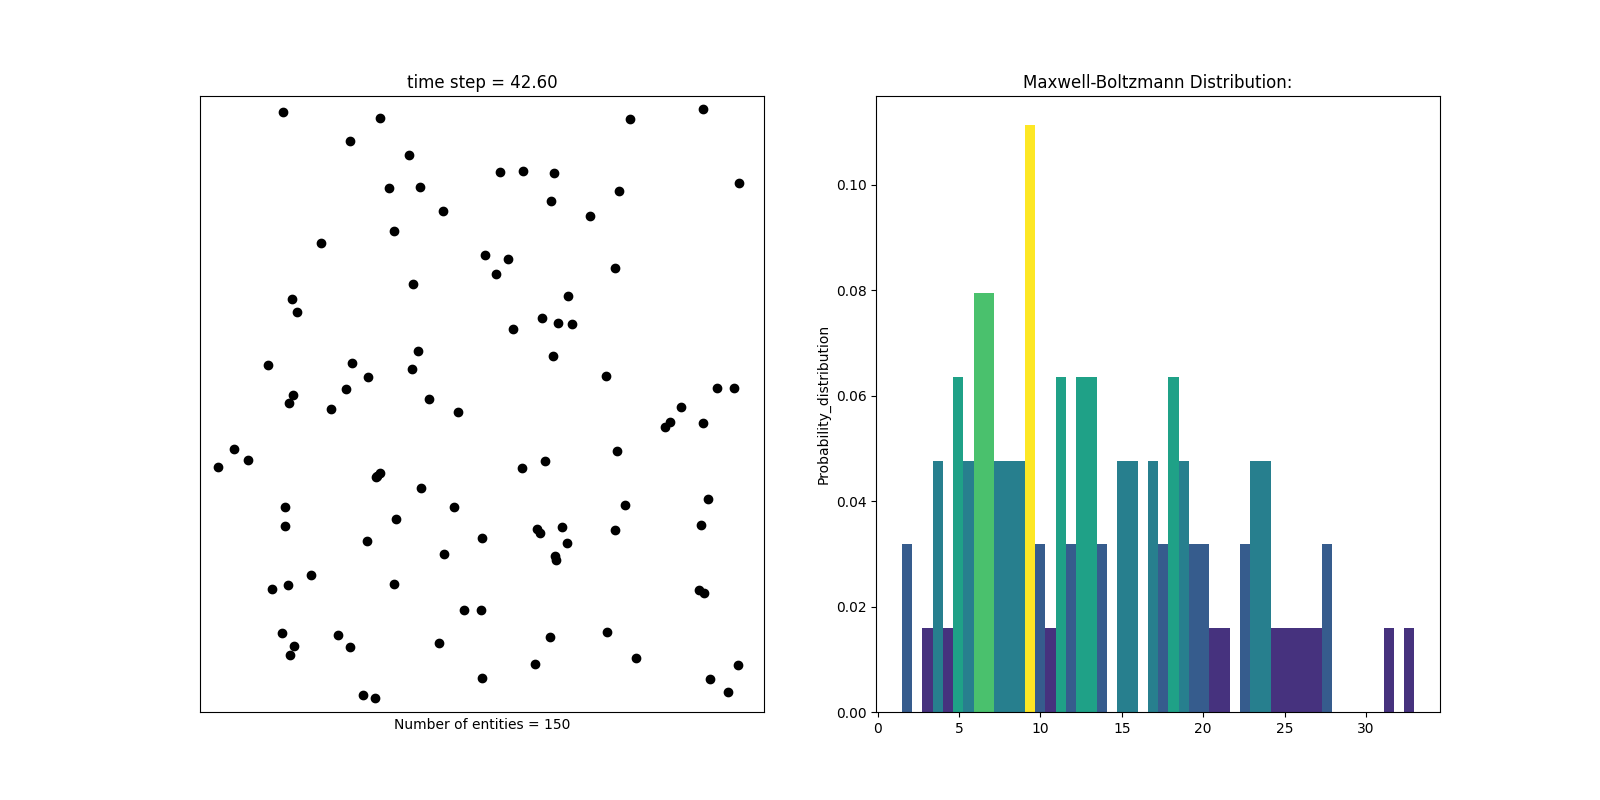 time step = 42.60
Number of entities = 150
Maxwell-Boltzmann Distribution:
Probability_distribution
0.10
0.08
0.06
0.04
0.02
0.00
0 5 10 15 20 25 30